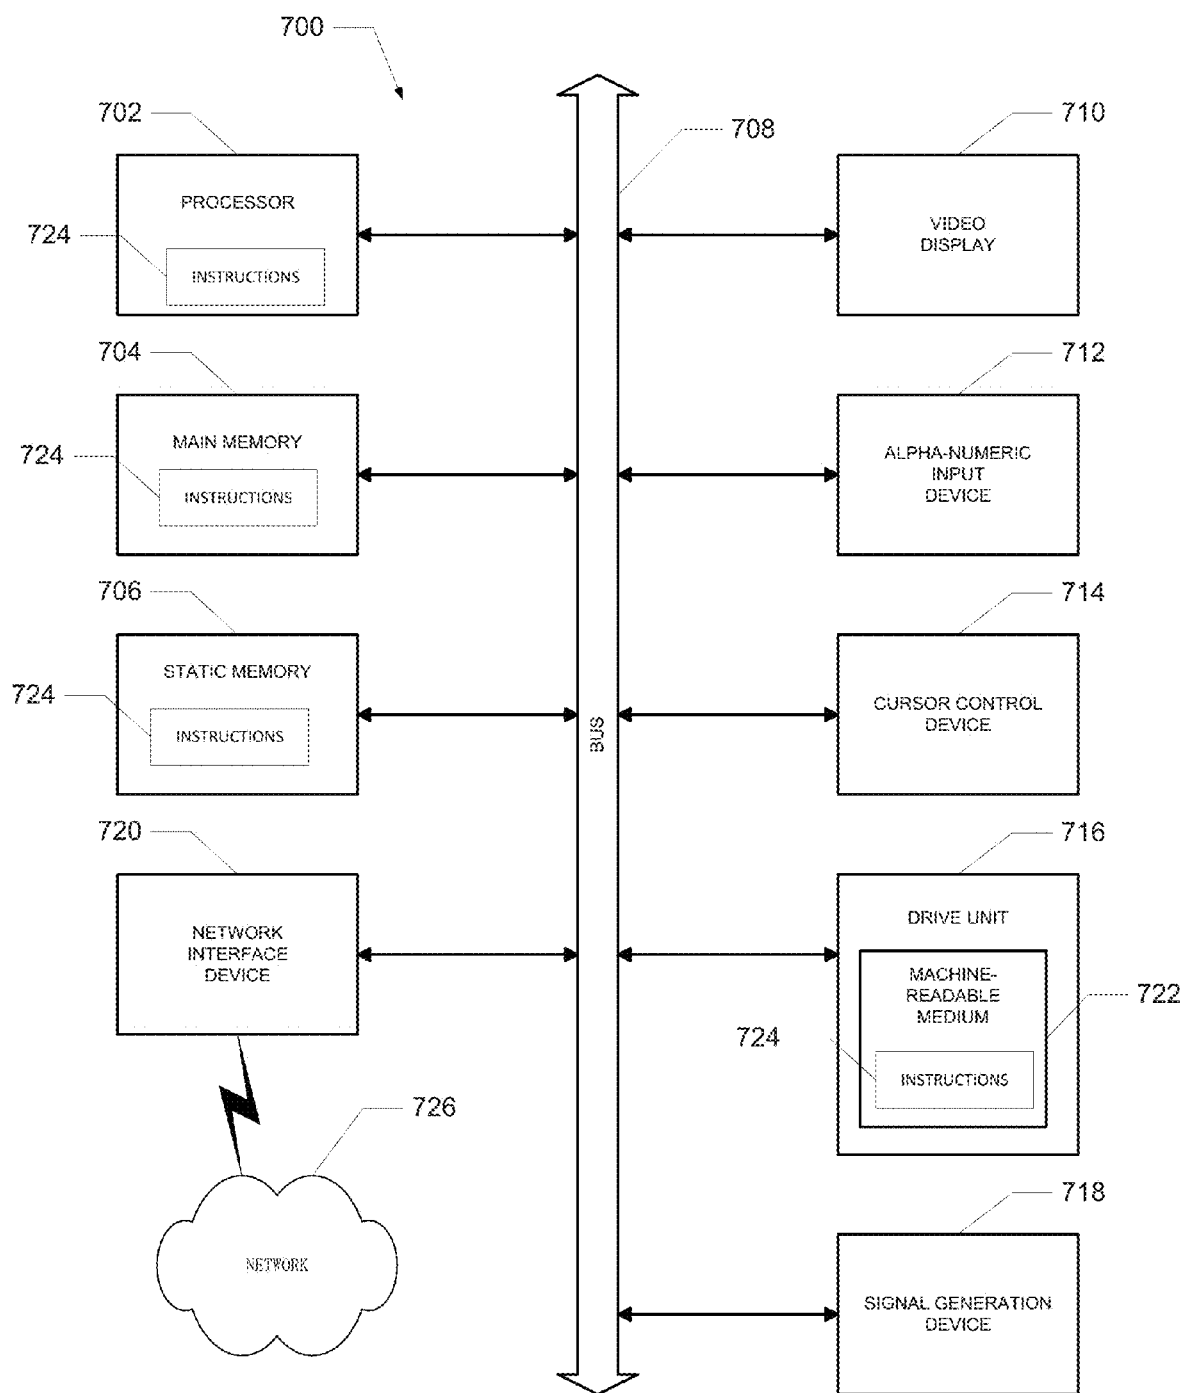 700
702
PROCESSOR
724
INSTRUCTIONS
704
MAIN MEMORY
724
INSTRUCTIONS
706
STATIC MEMORY
724
INSTRUCTIONS
720
NETWORK
INTERFACE
DEVICE
726
NETWORK
708
BUS
710
VIDEO
DISPLAY
712
ALPHA-NUMERIC
INPUT
DEVICE
714
CURSOR CONTROL
DEVICE
716
DRIVE UNIT
MACHINE-
READABLE
MEDIUM
722
724
INSTRUCTIONS
718
SIGNAL GENERATION
DEVICE